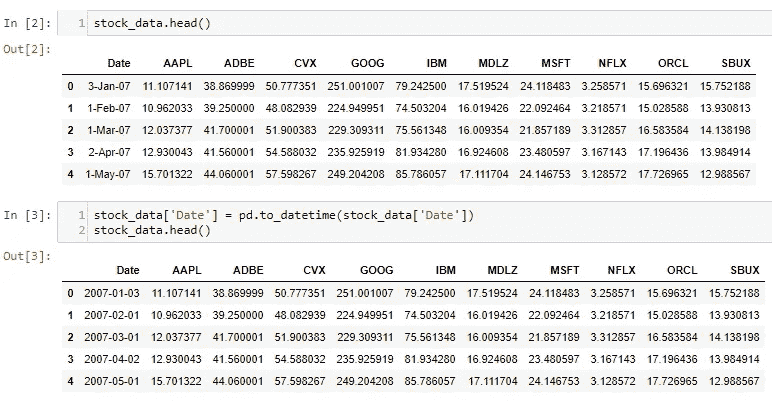 In [2]: 1 stock_data.head()
Out[2]:
Date AAPL ADBE CVX GOOG IBM MDLZ MSFT NFLX ORCL SBUX
0 3-Jan-07 11.107141 38.869999 50.777351 251.001007 79.242500 17.519524 24.118483 3.258571 15.696321 15.752188
1 1-Feb-07 10.962033 39.250000 48.082939 224.949951 74.503204 16.019426 22.092464 3.218571 15.028588 13.930813
2 1-Mar-07 12.037377 41.700001 51.900383 229.309311 75.561348 16.009354 21.857189 3.312857 16.583584 14.138198
3 2-Apr-07 12.930043 41.560001 54.588032 235.925919 81.934280 16.924608 23.480597 3.167143 17.196436 13.984914
4 1-May-07 15.701322 44.060001 57.598267 249.204208 85.786057 17.111704 24.146753 3.128572 17.726965 12.988567
In [3]: 1 stock_data['Date'] = pd.to_datetime(stock_data['Date'])
2 stock_data.head()
Out[3]:
Date AAPL ADBE CVX GOOG IBM MDLZ MSFT NFLX ORCL SBUX
0 2007-01-03 11.107141 38.869999 50.777351 251.001007 79.242500 17.519524 24.118483 3.258571 15.696321 15.752188
1 2007-02-01 10.962033 39.250000 48.082939 224.949951 74.503204 16.019426 22.092464 3.218571 15.028588 13.930813
2 2007-03-01 12.037377 41.700001 51.900383 229.309311 75.561348 16.009354 21.857189 3.312857 16.583584 14.138198
3 2007-04-02 12.930043 41.560001 54.588032 235.925919 81.934280 16.924608 23.480597 3.167143 17.196436 13.984914
4 2007-05-01 15.701322 44.060001 57.598267 249.204208 85.786057 17.111704 24.146753 3.128572 17.726965 12.988567